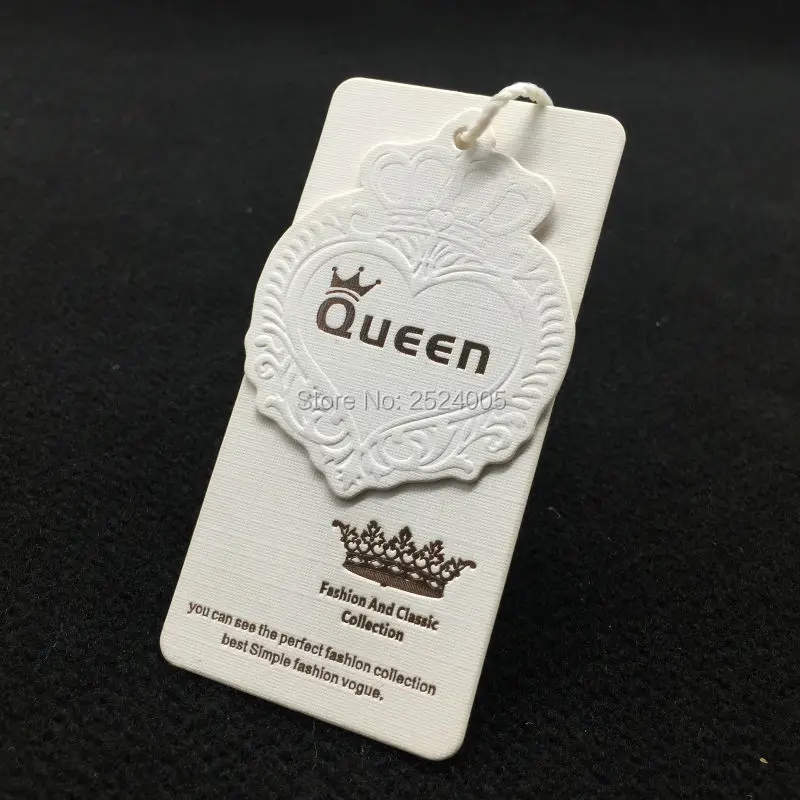 Queen
Store No: 2524005
Fashion And Classic
Collection
you can see the perfect fashion collection
best Simple fashion vogue.